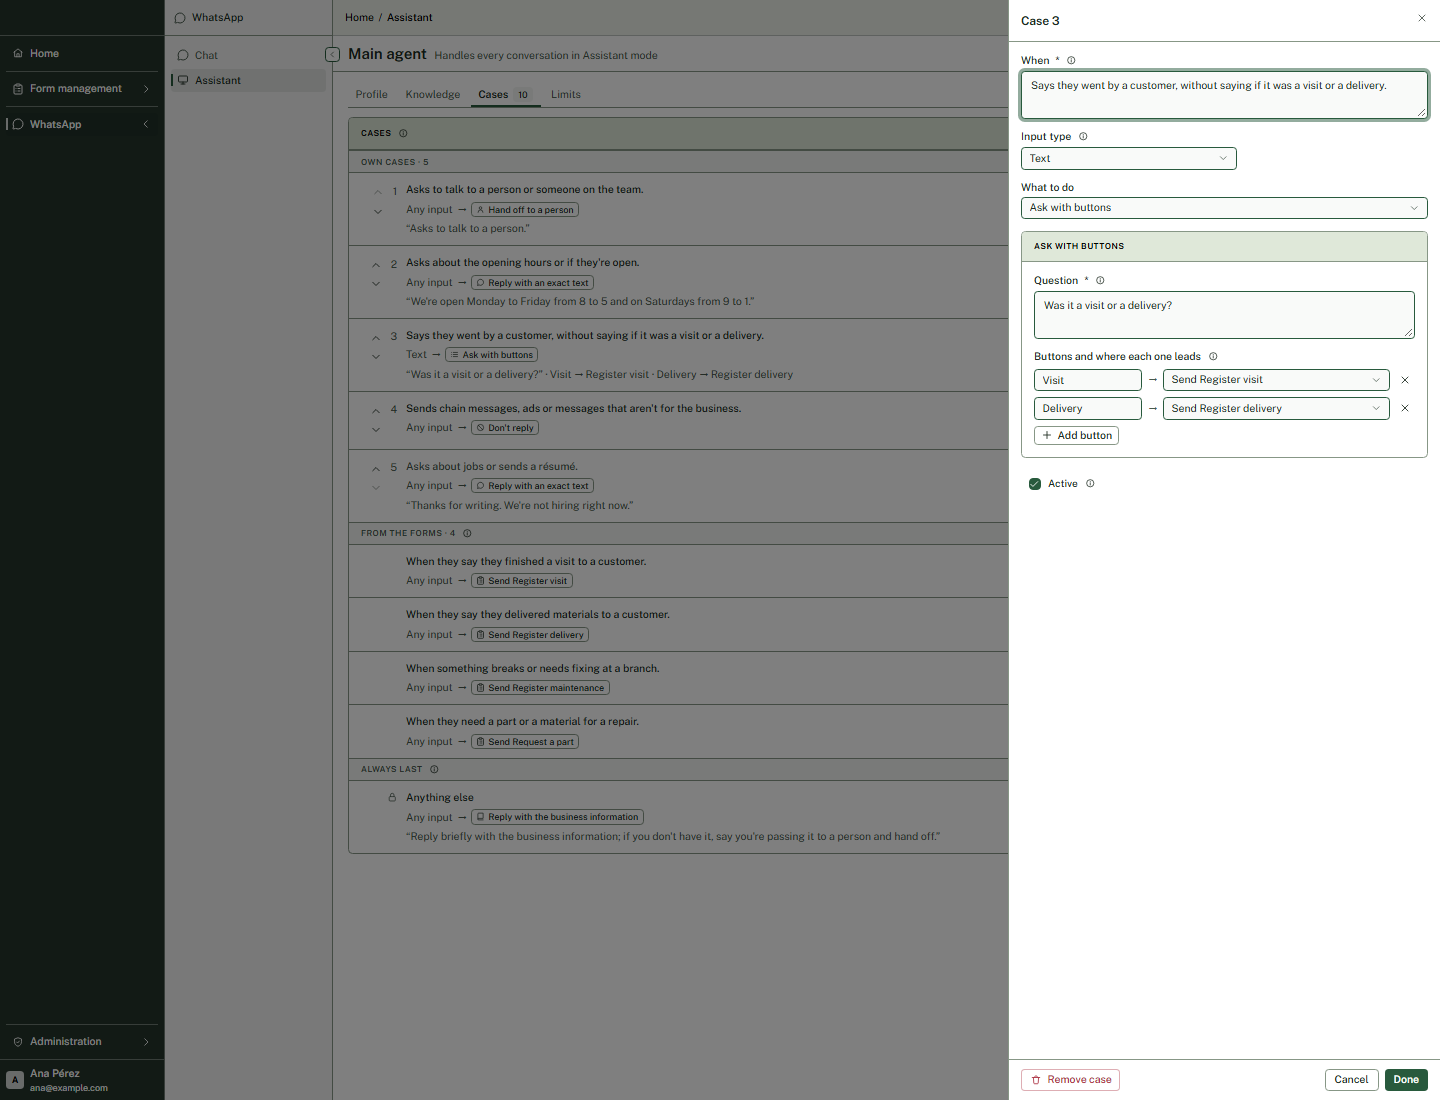 Home
Form management
WhatsApp
Administration
A
Ana Pérez
ana@example.com
WhatsApp
Chat
Assistant
Home / Assistant
Main agent Handles every conversation in Assistant mode
Profile Knowledge Cases 10 Limits
CASES
OWN CASES · 5
1 Asks to talk to a person or someone on the team.
Any input → Hand off to a person
“Asks to talk to a person.”
2 Asks about the opening hours or if they're open.
Any input → Reply with an exact text
“We're open Monday to Friday from 8 to 5 and on Saturdays from 9 to 1.”
3 Says they went by a customer, without saying if it was a visit or a delivery.
Text → Ask with buttons
“Was it a visit or a delivery?” · Visit → Register visit · Delivery → Register delivery
4 Sends chain messages, ads or messages that aren't for the business.
Any input → Don't reply
5 Asks about jobs or sends a résumé.
Any input → Reply with an exact text
“Thanks for writing. We're not hiring right now.”
FROM THE FORMS · 4
When they say they finished a visit to a customer.
Any input → Send Register visit
When they say they delivered materials to a customer.
Any input → Send Register delivery
When something breaks or needs fixing at a branch.
Any input → Send Register maintenance
When they need a part or a material for a repair.
Any input → Send Request a part
ALWAYS LAST
Anything else
Any input → Reply with the business information
“Reply briefly with the business information; if you don't have it, say you're passing it to a person and hand off.”
Case 3
When *
Says they went by a customer, without saying if it was a visit or a delivery.
Input type
Text
What to do
Ask with buttons
ASK WITH BUTTONS
Question *
Was it a visit or a delivery?
Buttons and where each one leads
Visit → Send Register visit
Delivery → Send Register delivery
Add button
Active
Remove case Cancel Done